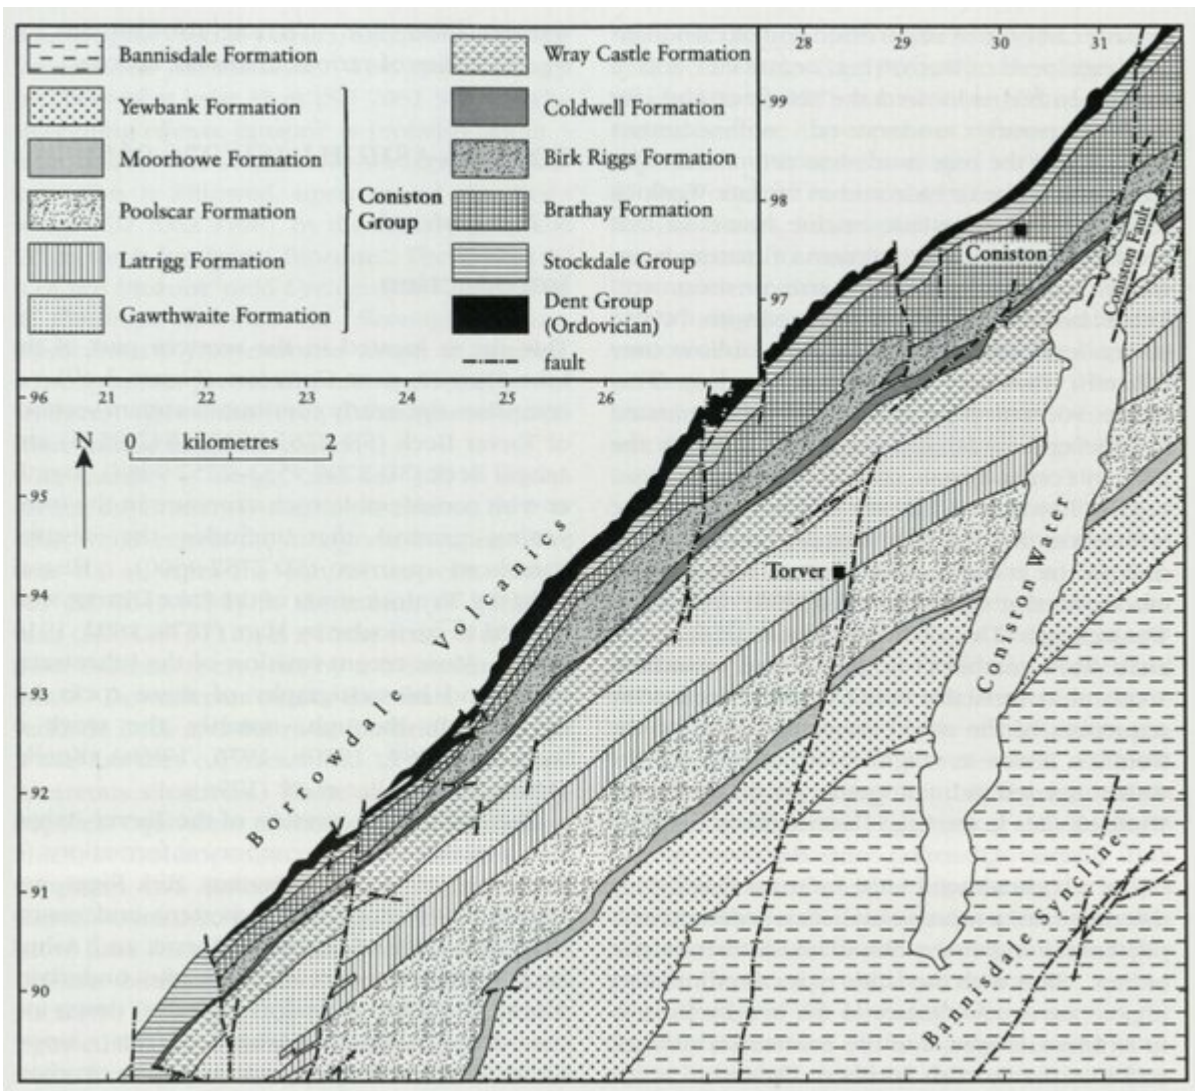 Bannisdale Formation
Yewbank Formation
Moorhowe Formation
Poolscar Formation
Latrigg Formation
Gawthwaite Formation
Coniston
Group
Wray Castle Formation
Coldwell Formation
Birk Riggs Formation
Brathay Formation
Stockdale Group
Dent Group
(Ordovician)
fault
28
29
30
31
99
98
97
96
21
22
23
24
25
26
95
94
93
92
91
90
N
0 kilometres 2
Coniston
Coniston Fault
Torver
Coniston Water
Borrowdale Volcanics
Bannisdale Syncline